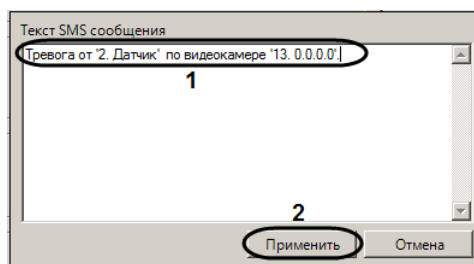 Текст SMS сообщения
Тревога от '2. Датчик' по видеокамере '13. 0.0.0.0'.
1
2
Применить Отмена